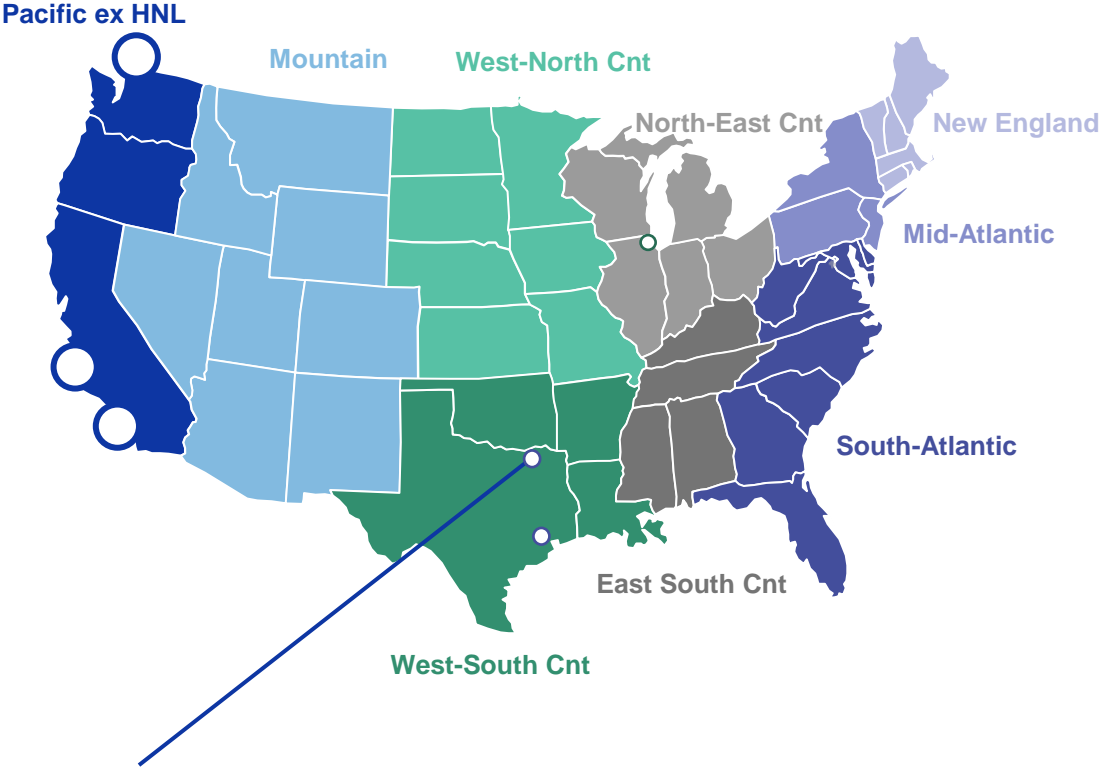 Pacific ex HNL
Mountain
West-North Cnt
North-East Cnt
New England
Mid-Atlantic
South-Atlantic
East South Cnt
West-South Cnt